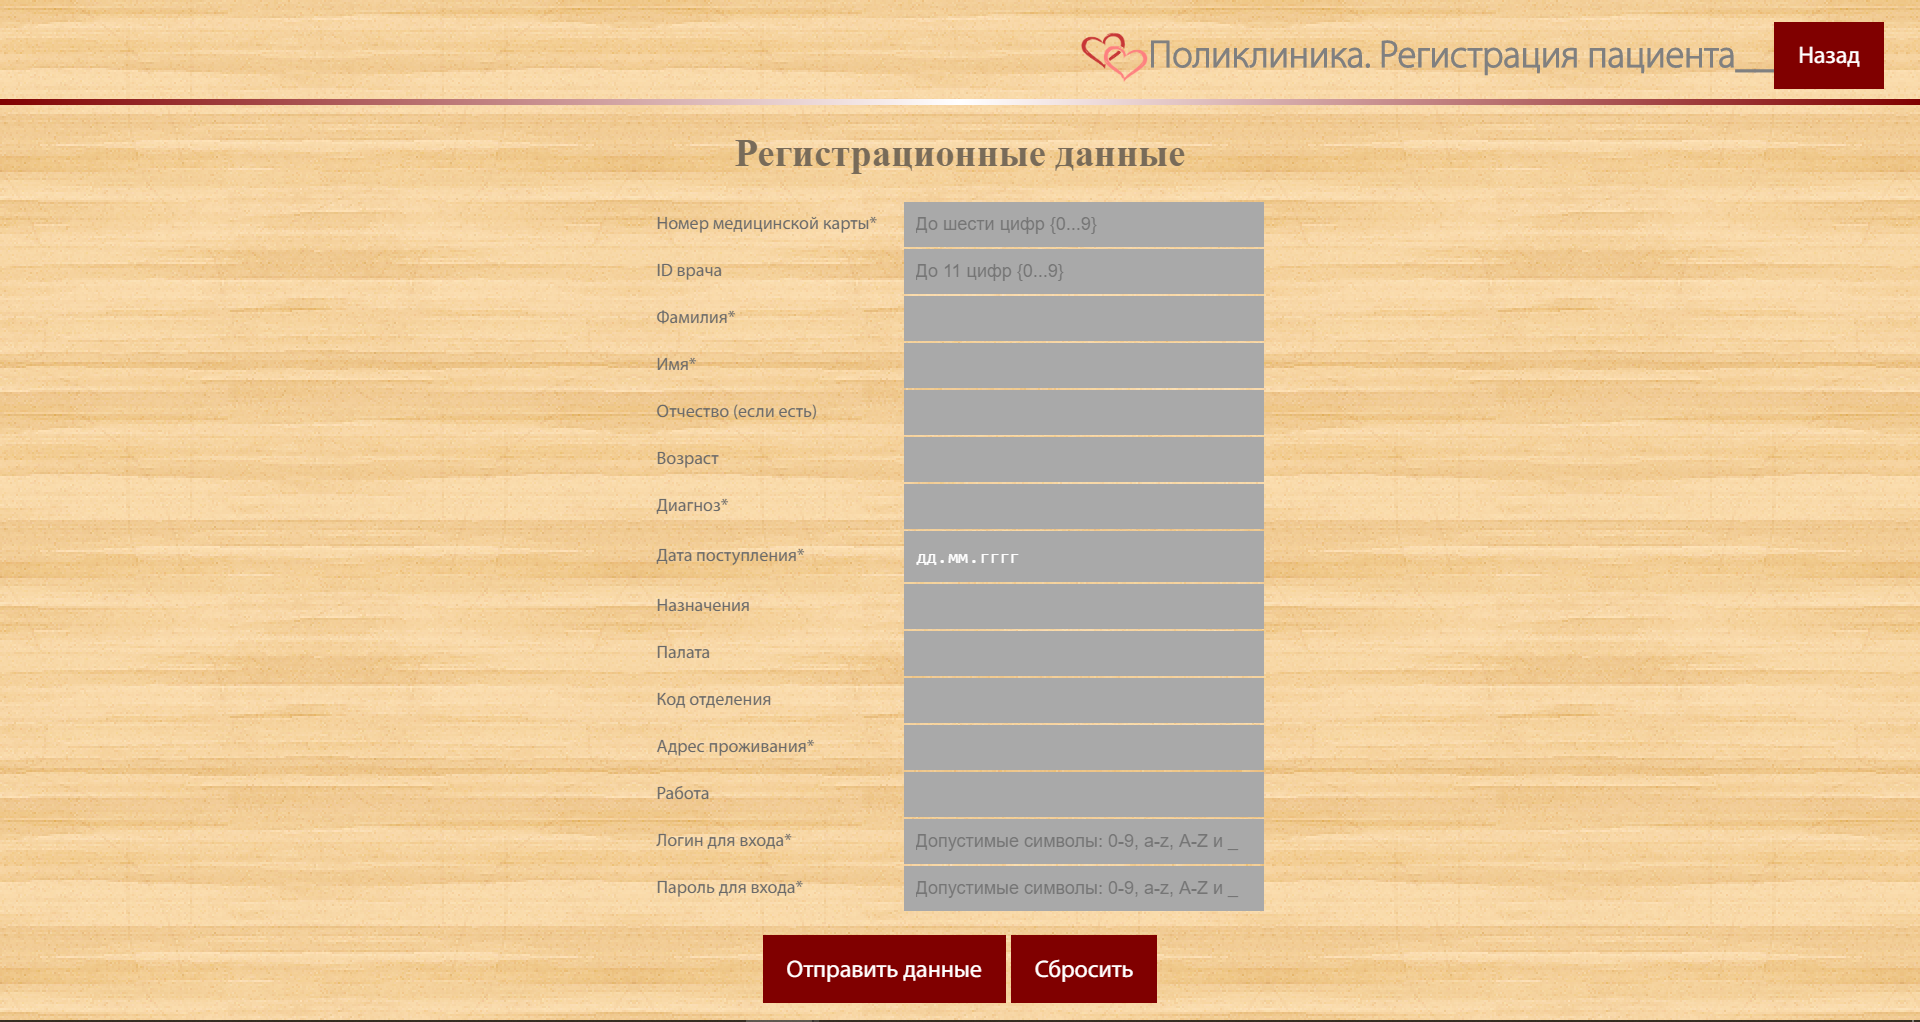 Поликлиника. Регистрация пациента__
Назад
Регистрационные данные
Номер медицинской карты* До шести цифр {0...9}
ID врача До 11 цифр {0...9}
Фамилия*
Имя*
Отчество (если есть)
Возраст
Диагноз*
Дата поступления* дд.мм.гггг
Назначения
Палата
Код отделения
Адрес проживания*
Работа
Логин для входа* Допустимые символы: 0-9, a-z, A-Z и _
Пароль для входа* Допустимые символы: 0-9, a-z, A-Z и _
Отправить данные Сбросить